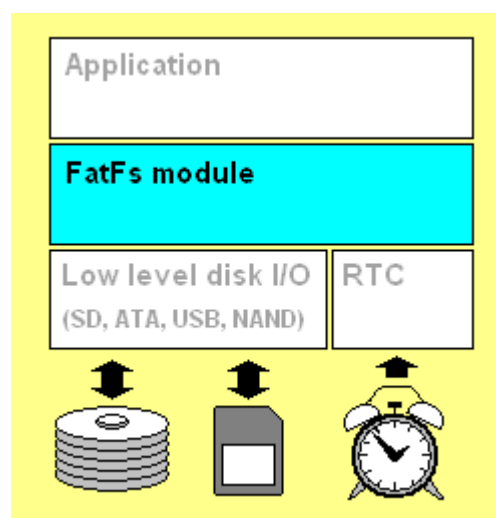 Application
FatFs module
Low level disk I/O
(SD, ATA, USB, NAND)
RTC